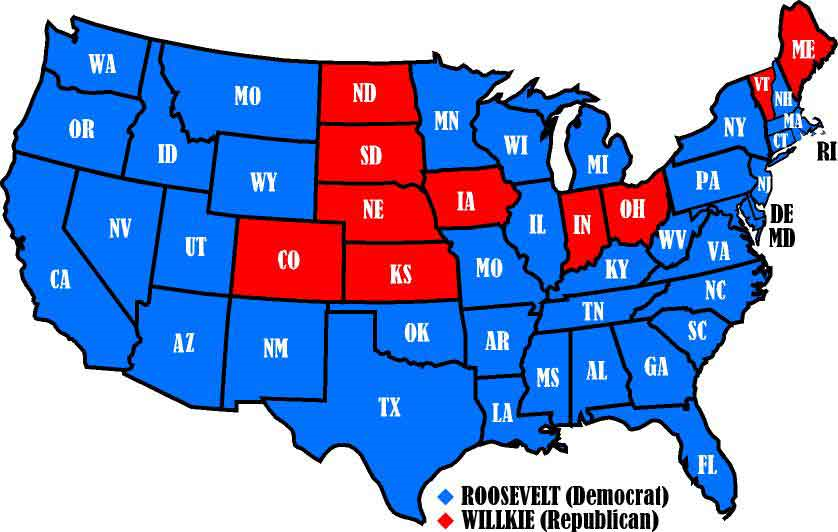 ME
WA
VT
MO
ND
NH
MN
MA
OR
NY
CT
WI
RI
ID
SD
MI
WY
PA
NJ
IA
NE
OH
DE
IN
IL
NV
MD
WV
UT
VA
CO
MO
KY
KS
CA
NC
TN
SC
OK
AR
AZ
NM
GA
AL
MS
TX
LA
FL
ROOSEVELT (Democrat)
WILLKIE (Republican)